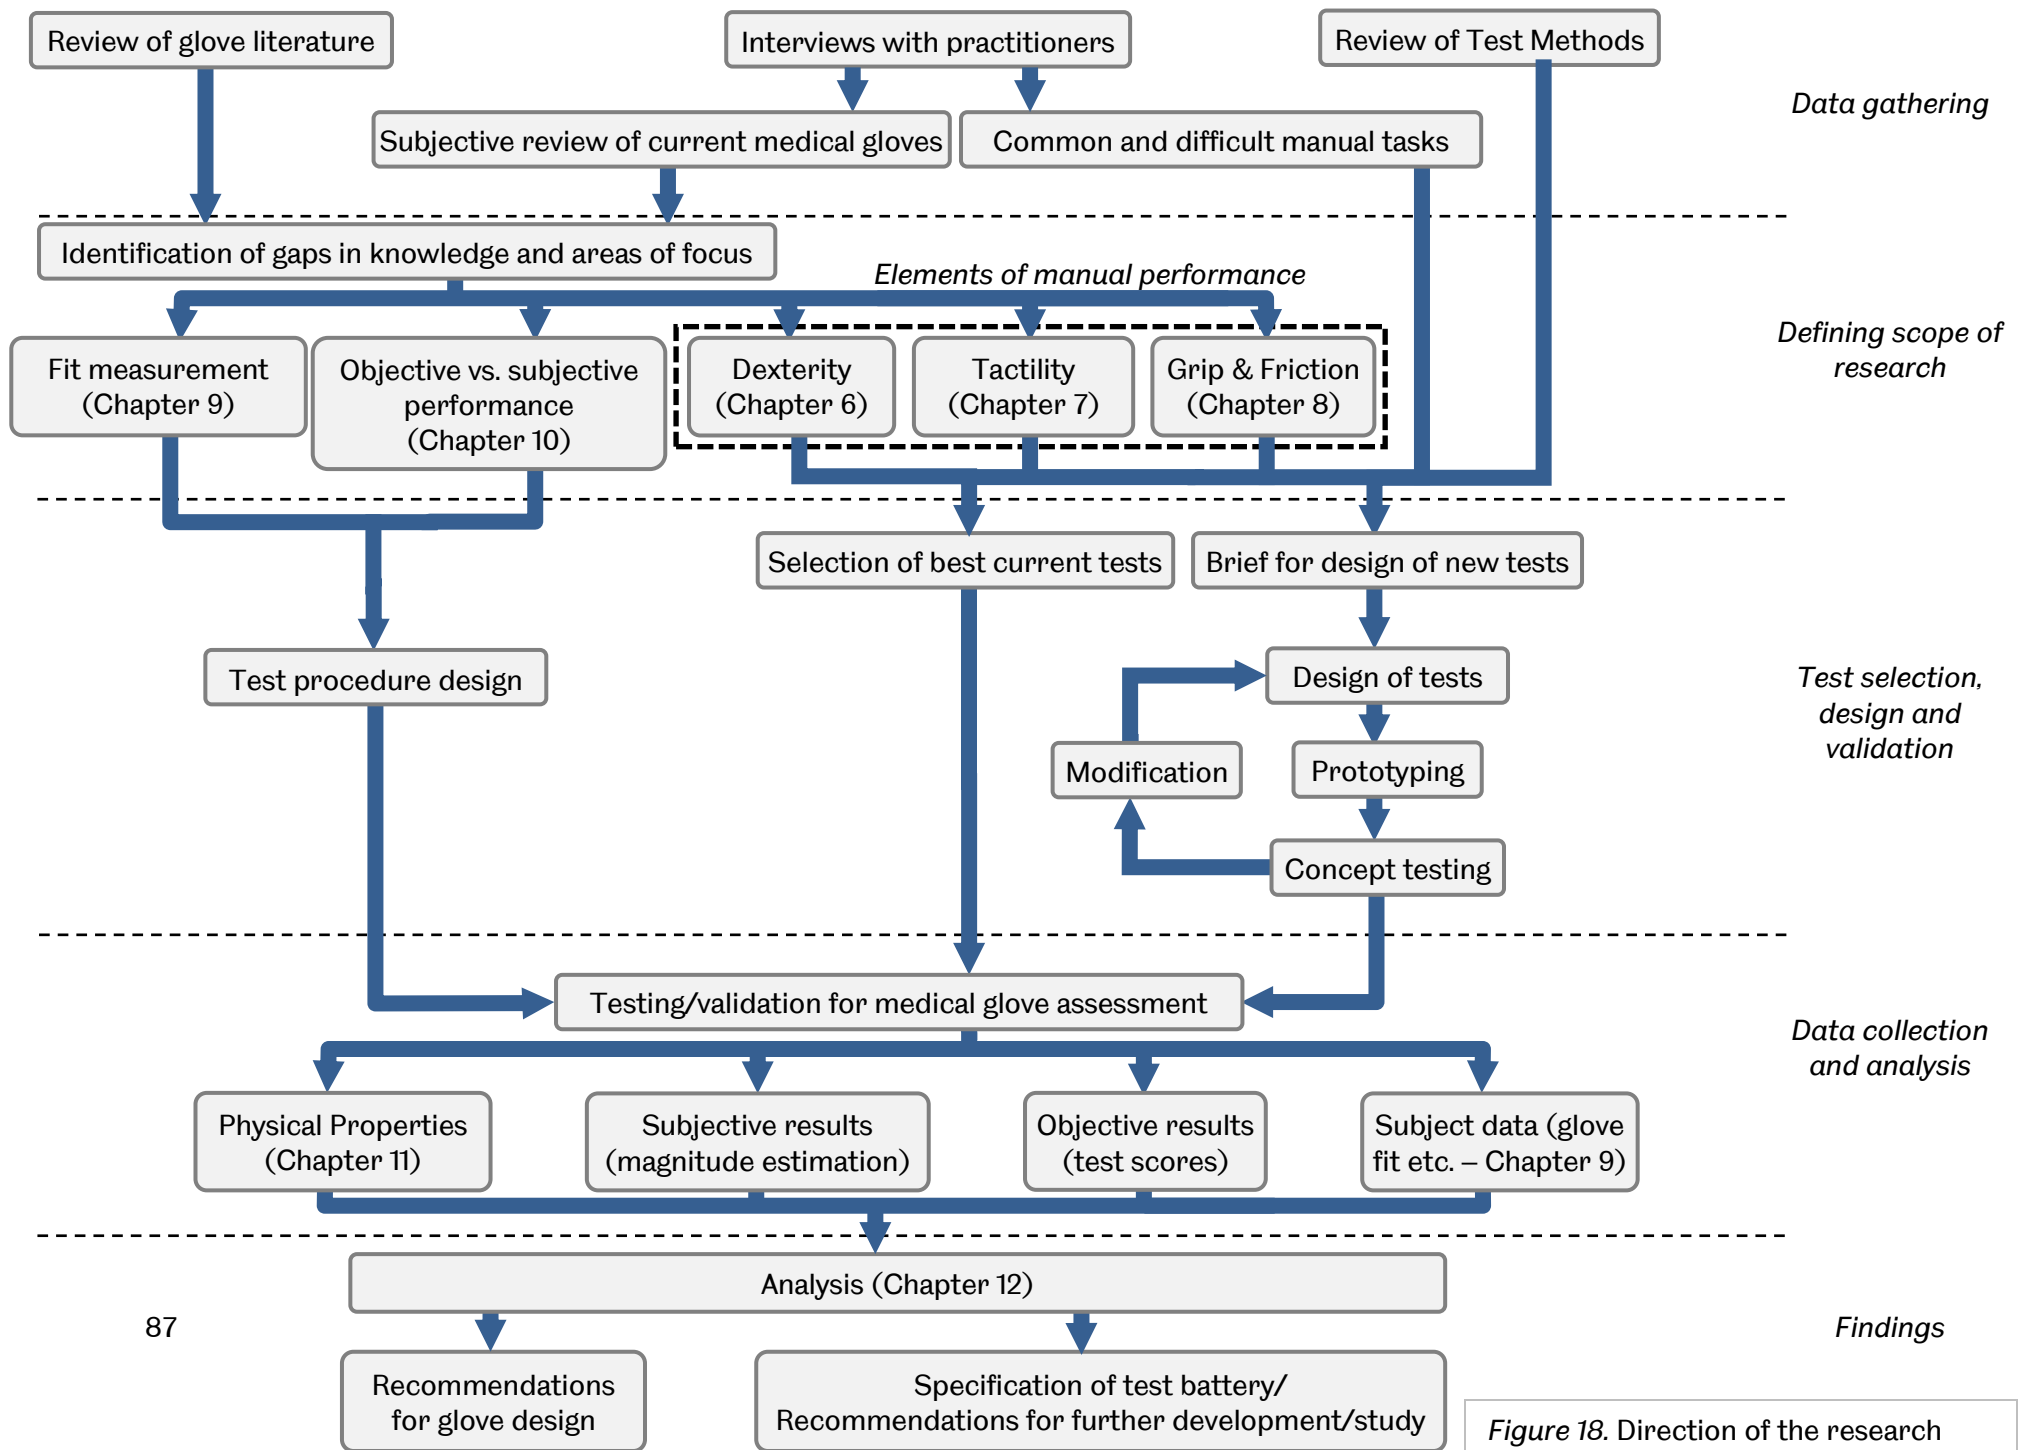 Review of glove literature
Interviews with practitioners
Review of Test Methods
Data gathering
Subjective review of current medical gloves
Common and difficult manual tasks
Identification of gaps in knowledge and areas of focus
Elements of manual performance
Defining scope of
research
Fit measurement
(Chapter 9)
Objective vs. subjective
performance
(Chapter 10)
Dexterity
(Chapter 6)
Tactility
(Chapter 7)
Grip & Friction
(Chapter 8)
Selection of best current tests
Brief for design of new tests
Test procedure design
Design of tests
Test selection,
design and
validation
Modification
Prototyping
Concept testing
Testing/validation for medical glove assessment
Data collection
and analysis
Physical Properties
(Chapter 11)
Subjective results
(magnitude estimation)
Objective results
(test scores)
Subject data (glove
fit etc. – Chapter 9)
Analysis (Chapter 12)
87
Findings
Recommendations
for glove design
Specification of test battery/
Recommendations for further development/study
Figure 18. Direction of the research